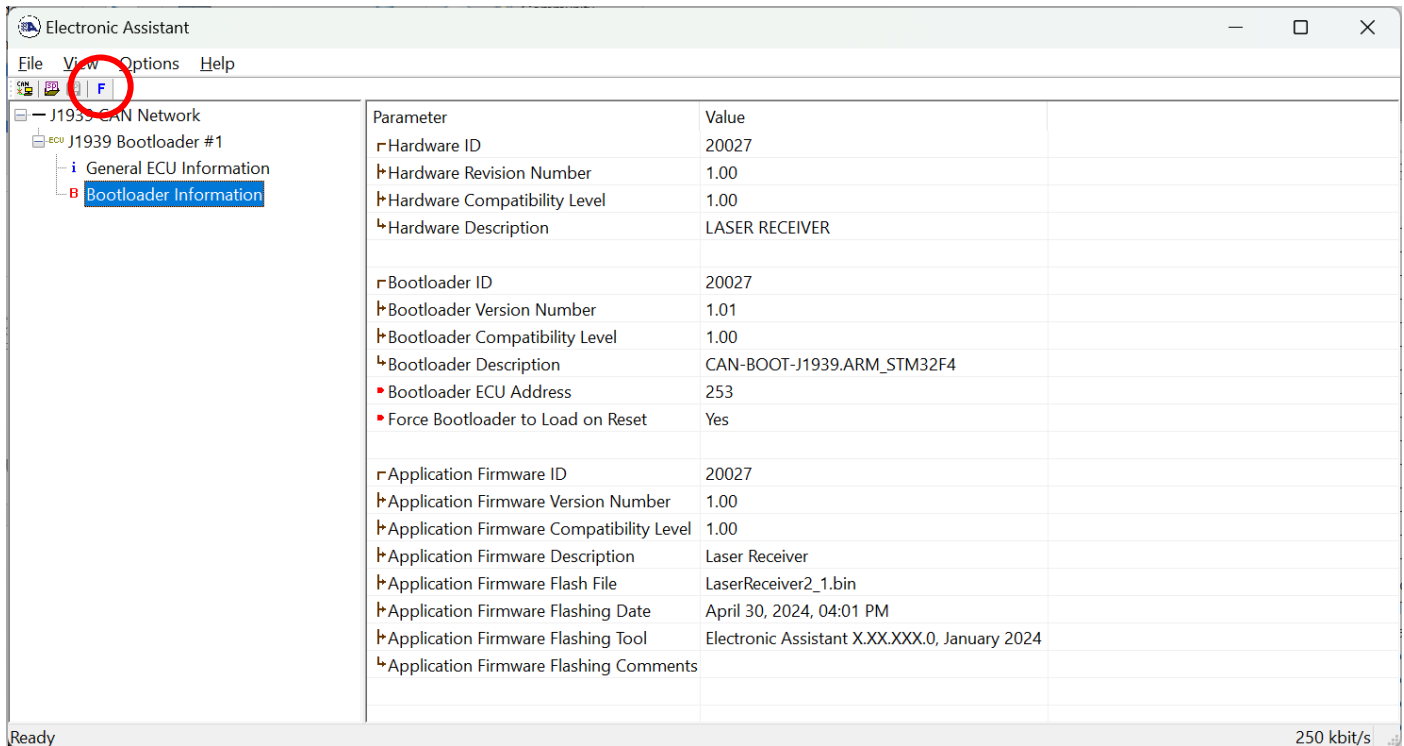 Electronic Assistant
File View Options Help
F
J1939 CAN Network
ECU J1939 Bootloader #1
i General ECU Information
B Bootloader Information
Parameter Value
Hardware ID 20027
Hardware Revision Number 1.00
Hardware Compatibility Level 1.00
Hardware Description LASER RECEIVER
Bootloader ID 20027
Bootloader Version Number 1.01
Bootloader Compatibility Level 1.00
Bootloader Description CAN-BOOT-J1939.ARM_STM32F4
Bootloader ECU Address 253
Force Bootloader to Load on Reset Yes
Application Firmware ID 20027
Application Firmware Version Number 1.00
Application Firmware Compatibility Level 1.00
Application Firmware Description Laser Receiver
Application Firmware Flash File LaserReceiver2_1.bin
Application Firmware Flashing Date April 30, 2024, 04:01 PM
Application Firmware Flashing Tool Electronic Assistant X.XX.XXX.0, January 2024
Application Firmware Flashing Comments
Ready 250 kbit/s